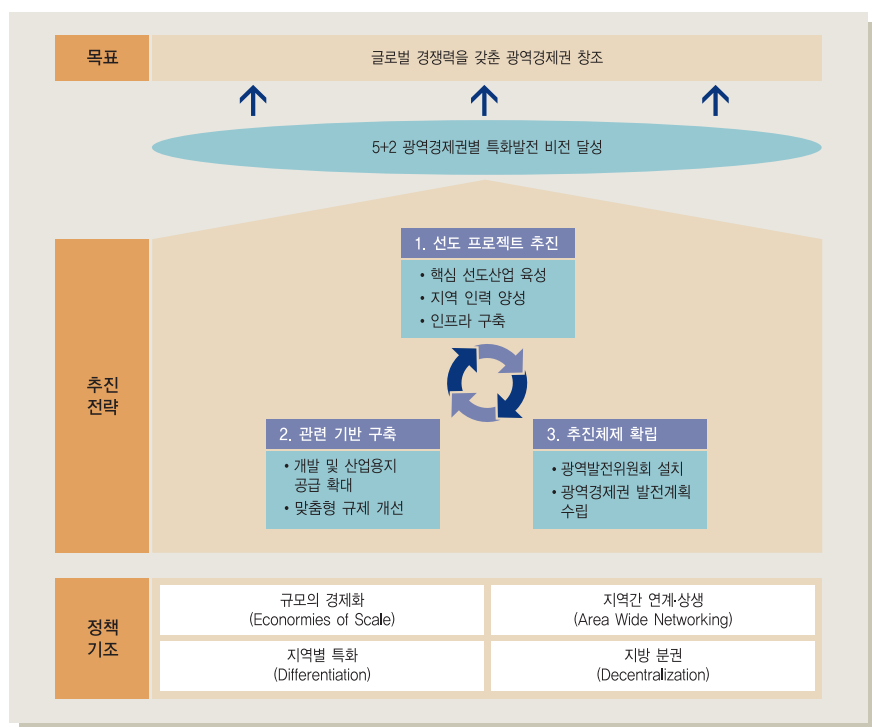 목표
글로벌 경쟁력을 갖춘 광역경제권 창조
5+2 광역경제권별 특화발전 비전 달성
추진
전략
1. 선도 프로젝트 추진
• 핵심 선도산업 육성
• 지역 인력 양성
• 인프라 구축
2. 관련 기반 구축
• 개발 및 산업용지
공급 확대
• 맞춤형 규제 개선
3. 추진체제 확립
• 광역발전위원회 설치
• 광역경제권 발전계획
수립
정책
기조
규모의 경제화
(Econormies of Scale)
지역간 연계·상생
(Area Wide Networking)
지역별 특화
(Differentiation)
지방 분권
(Decentralization)